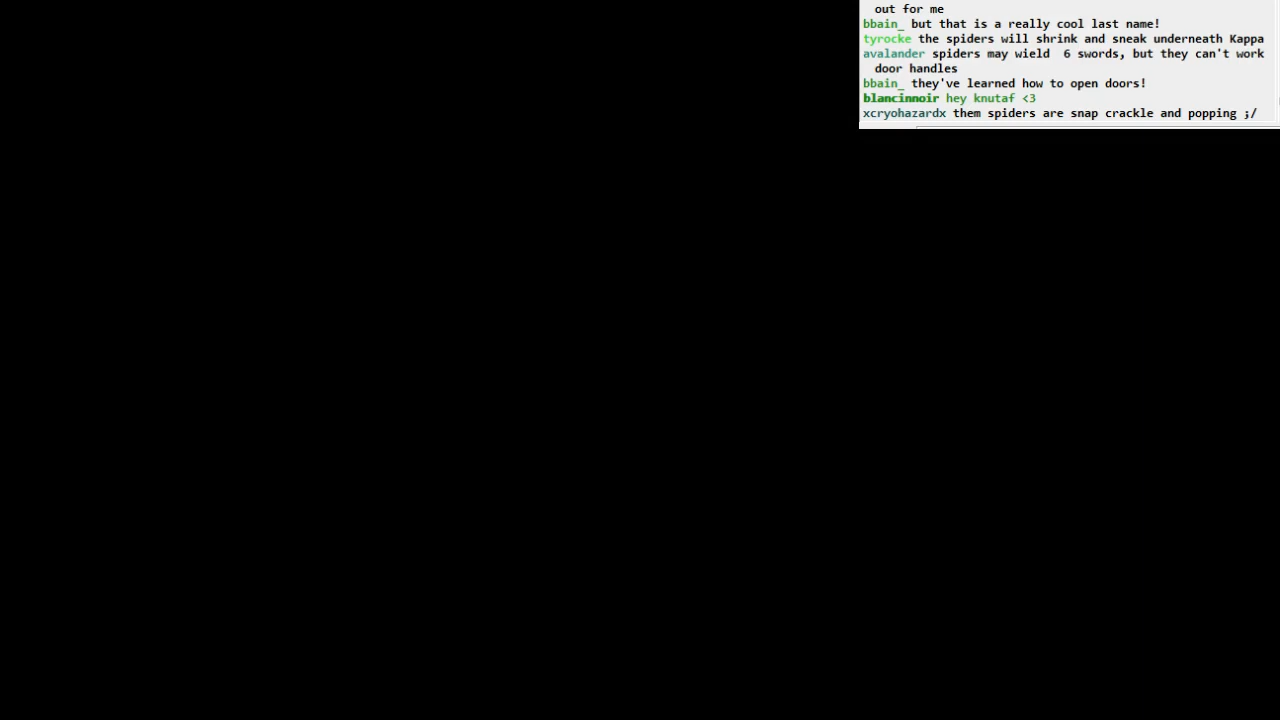 out for me
bbain_ but that is a really cool last name!
tyrocke the spiders will shrink and sneak underneath Kappa
avalander spiders may wield  6 swords, but they can't work
door handles
bbain_ they've learned how to open doors!
blancinnoir hey knutaf <3
xcryohazardx them spiders are snap crackle and popping ;/